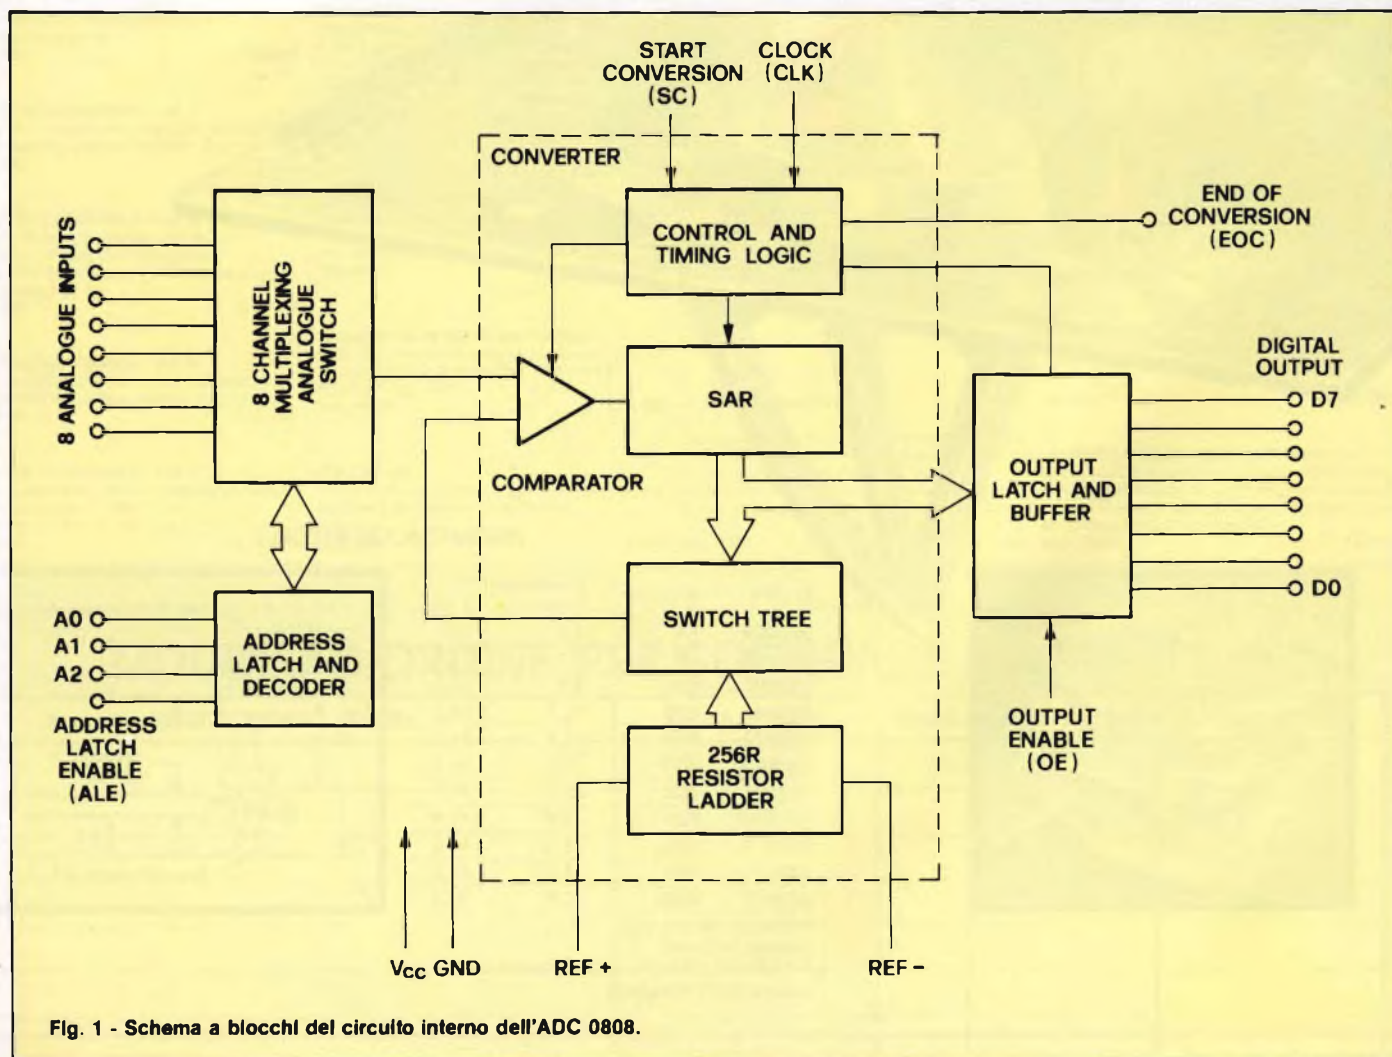 START
CONVERSION
(SC)
CLOCK
(CLK)
CONVERTER
8 ANALOGUE INPUTS
8 CHANNEL
MULTIPLEXING
ANALOGUE
SWITCH
CONTROL AND
TIMING LOGIC
END OF
CONVERSION
(EOC)
SAR
COMPARATOR
DIGITAL
OUTPUT
D7
D0
OUTPUT
LATCH AND
BUFFER
A0
A1
A2
ADDRESS
LATCH AND
DECODER
ADDRESS
LATCH
ENABLE
(ALE)
SWITCH TREE
OUTPUT
ENABLE
(OE)
256R
RESISTOR
LADDER
VCC GND
REF +
REF -
Fig. 1 - Schema a blocchi del circuito interno dell'ADC 0808.